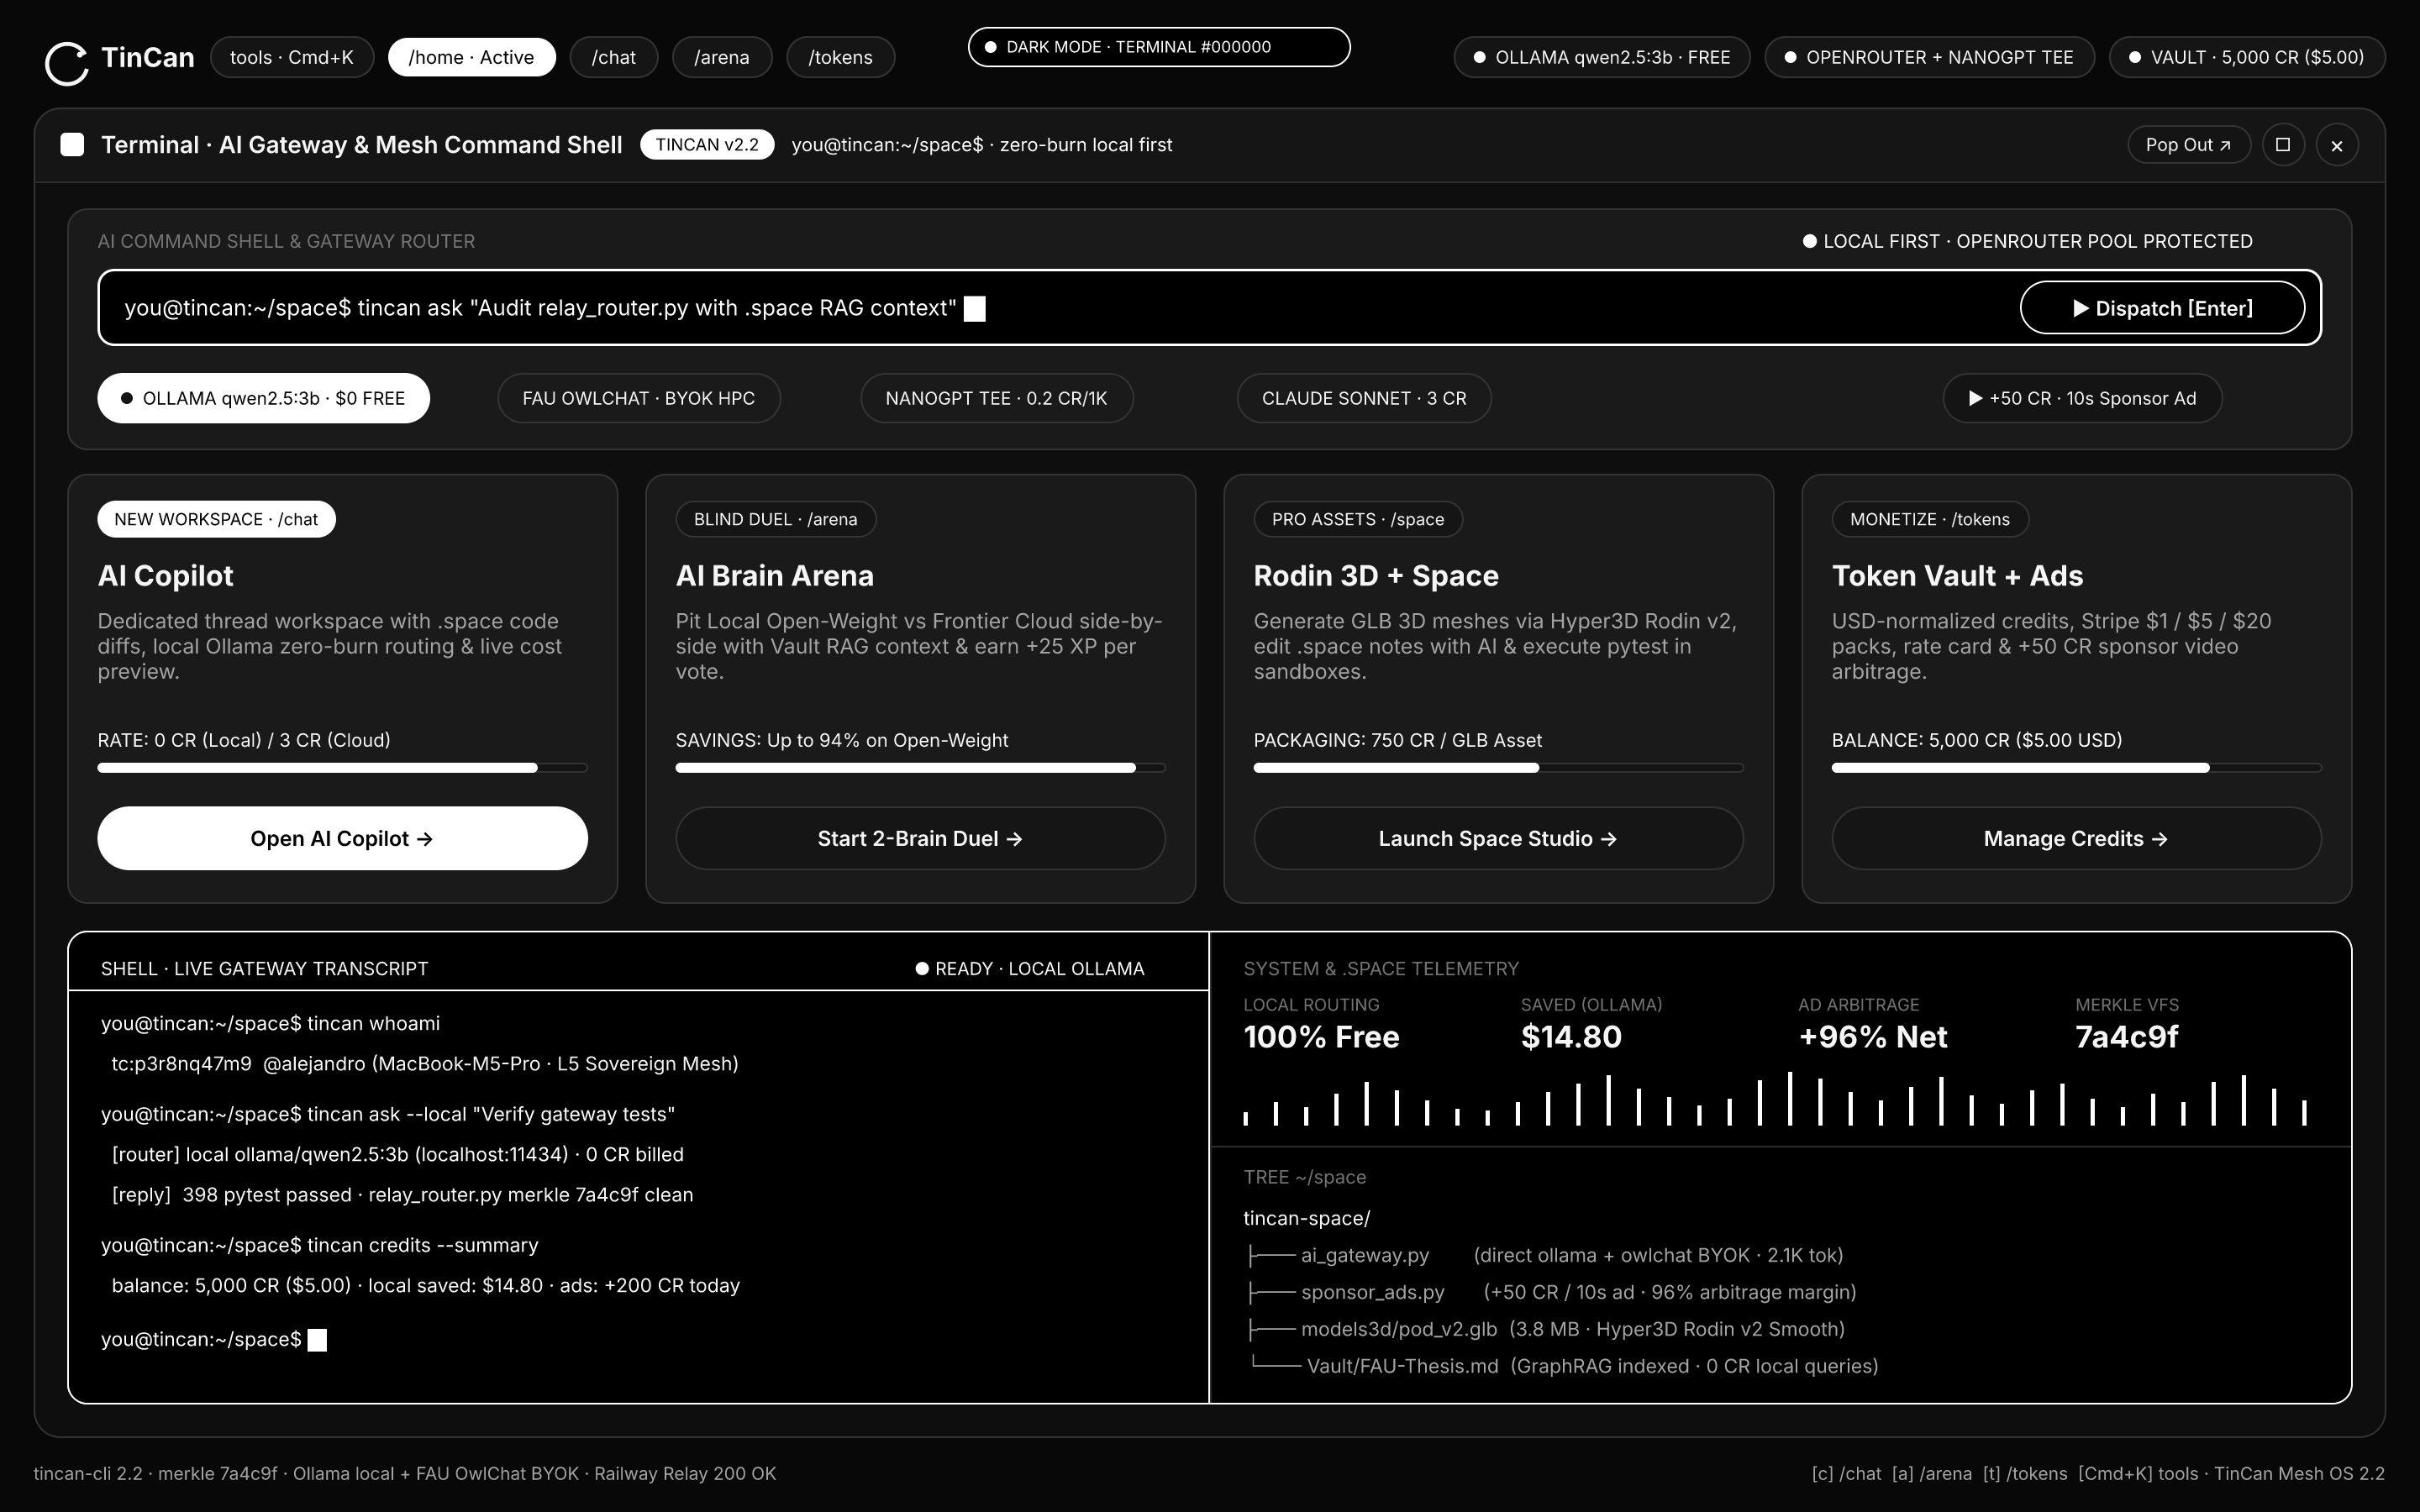 TinCan
tools · Cmd+K
/home · Active
/chat
/arena
/tokens
DARK MODE · TERMINAL #000000
OLLAMA qwen2.5:3b · FREE
OPENROUTER + NANOGPT TEE
VAULT · 5,000 CR ($5.00)
Terminal · AI Gateway & Mesh Command Shell
TINCAN v2.2
you@tincan:~/space$ · zero-burn local first
Pop Out ↗
AI COMMAND SHELL & GATEWAY ROUTER
LOCAL FIRST · OPENROUTER POOL PROTECTED
you@tincan:~/space$ tincan ask "Audit relay_router.py with .space RAG context"
▶ Dispatch [Enter]
OLLAMA qwen2.5:3b · $0 FREE
FAU OWLCHAT · BYOK HPC
NANOGPT TEE · 0.2 CR/1K
CLAUDE SONNET · 3 CR
▶ +50 CR · 10s Sponsor Ad
NEW WORKSPACE · /chat
AI Copilot
Dedicated thread workspace with .space code
diffs, local Ollama zero-burn routing & live cost
preview.
RATE: 0 CR (Local) / 3 CR (Cloud)
Open AI Copilot →
BLIND DUEL · /arena
AI Brain Arena
Pit Local Open-Weight vs Frontier Cloud side-by-
side with Vault RAG context & earn +25 XP per
vote.
SAVINGS: Up to 94% on Open-Weight
Start 2-Brain Duel →
PRO ASSETS · /space
Rodin 3D + Space
Generate GLB 3D meshes via Hyper3D Rodin v2,
edit .space notes with AI & execute pytest in
sandboxes.
PACKAGING: 750 CR / GLB Asset
Launch Space Studio →
MONETIZE · /tokens
Token Vault + Ads
USD-normalized credits, Stripe $1 / $5 / $20
packs, rate card & +50 CR sponsor video
arbitrage.
BALANCE: 5,000 CR ($5.00 USD)
Manage Credits →
SHELL · LIVE GATEWAY TRANSCRIPT
READY · LOCAL OLLAMA
you@tincan:~/space$ tincan whoami
tc:p3r8nq47m9 @alejandro (MacBook-M5-Pro · L5 Sovereign Mesh)
you@tincan:~/space$ tincan ask --local "Verify gateway tests"
[router] local ollama/qwen2.5:3b (localhost:11434) · 0 CR billed
[reply] 398 pytest passed · relay_router.py merkle 7a4c9f clean
you@tincan:~/space$ tincan credits --summary
balance: 5,000 CR ($5.00) · local saved: $14.80 · ads: +200 CR today
you@tincan:~/space$
SYSTEM & .SPACE TELEMETRY
LOCAL ROUTING
100% Free
SAVED (OLLAMA)
$14.80
AD ARBITRAGE
+96% Net
MERKLE VFS
7a4c9f
TREE ~/space
tincan-space/
├── ai_gateway.py (direct ollama + owlchat BYOK · 2.1K tok)
├── sponsor_ads.py (+50 CR / 10s ad · 96% arbitrage margin)
├── models3d/pod_v2.glb (3.8 MB · Hyper3D Rodin v2 Smooth)
└── Vault/FAU-Thesis.md (GraphRAG indexed · 0 CR local queries)
tincan-cli 2.2 · merkle 7a4c9f · Ollama local + FAU OwlChat BYOK · Railway Relay 200 OK
[c] /chat [a] /arena [t] /tokens [Cmd+K] tools · TinCan Mesh OS 2.2